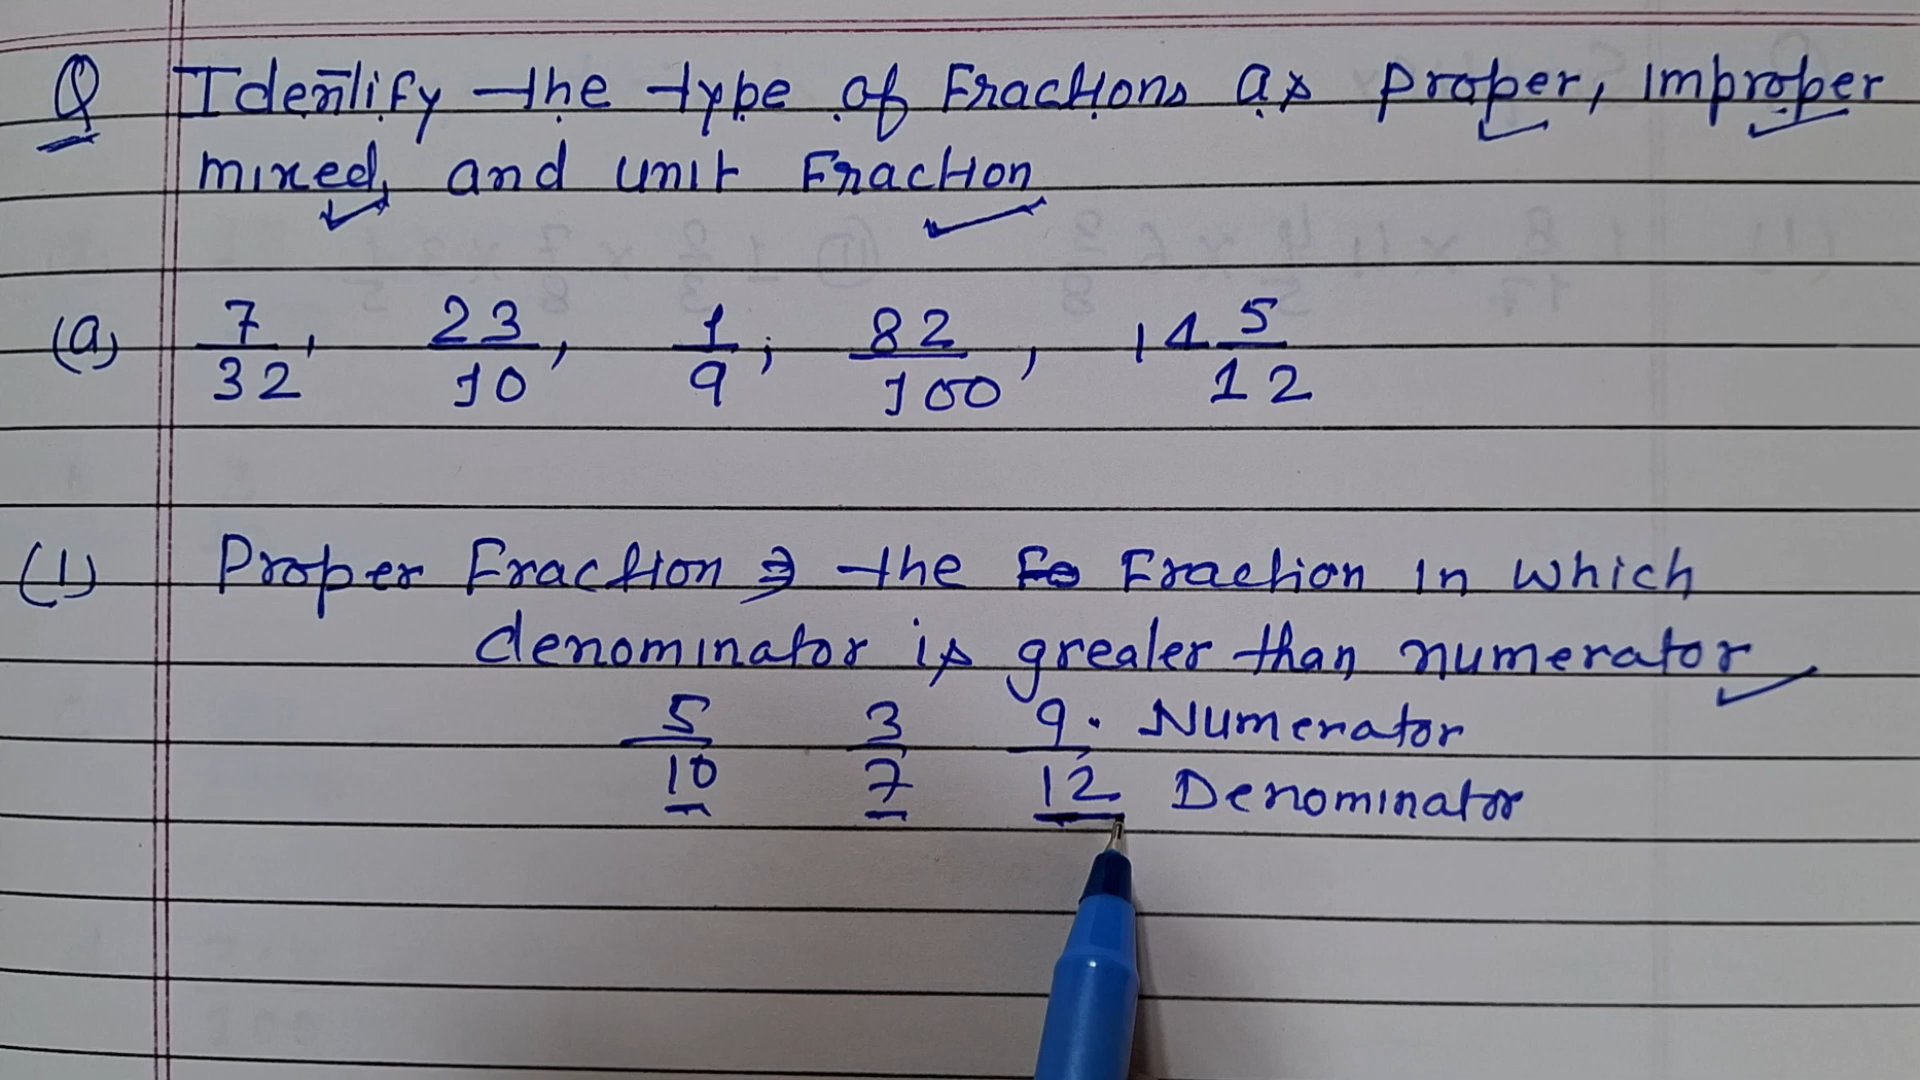 Q Identify the type of Fractions as proper, improper
mixed, and unit Fraction
(a) 7/32, 23/10, 1/9, 82/100, 14 5/12
(1) Proper Fraction → the Fraction in which
denominator is greater than numerator
5/10 3/7 9/12 Numerator
Denominator